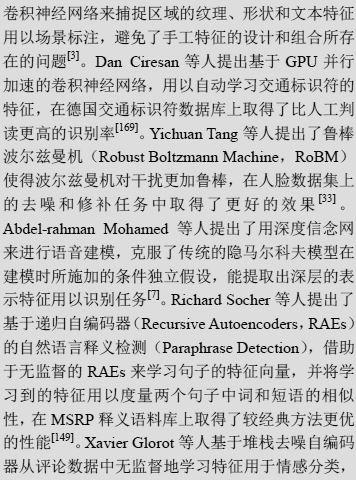 卷积神经网络来捕捉区域的纹理、形状和文本特征
用以场景标注，避免了手工特征的设计和组合所存
在的问题[3]。Dan Ciresan 等人提出基于 GPU 并行
加速的卷积神经网络，用以自动学习交通标识符的
特征，在德国交通标识符数据库上取得了比人工判
读更高的识别率[169]。Yichuan Tang 等人提出了鲁棒
波尔兹曼机（Robust Boltzmann Machine，RoBM）
使得波尔兹曼机对干扰更加鲁棒，在人脸数据集上
的去噪和修补任务中取得了更好的效果[33]。
Abdel-rahman Mohamed 等人提出了用深度信念网
来进行语音建模，克服了传统的隐马尔科夫模型在
建模时所施加的条件独立假设，能提取出深层的表
示特征用以识别任务[7]。Richard Socher 等人提出了
基于递归自编码器（Recursive Autoencoders，RAEs）
的自然语言释义检测（Paraphrase Detection），借助
于无监督的 RAEs 来学习句子的特征向量，并将学
习到的特征用以度量两个句子中词和短语的相似
性，在 MSRP 释义语料库上取得了较经典方法更优
的性能[149]。Xavier Glorot 等人基于堆栈去噪自编码
器从评论数据中无监督地学习特征用于情感分类，